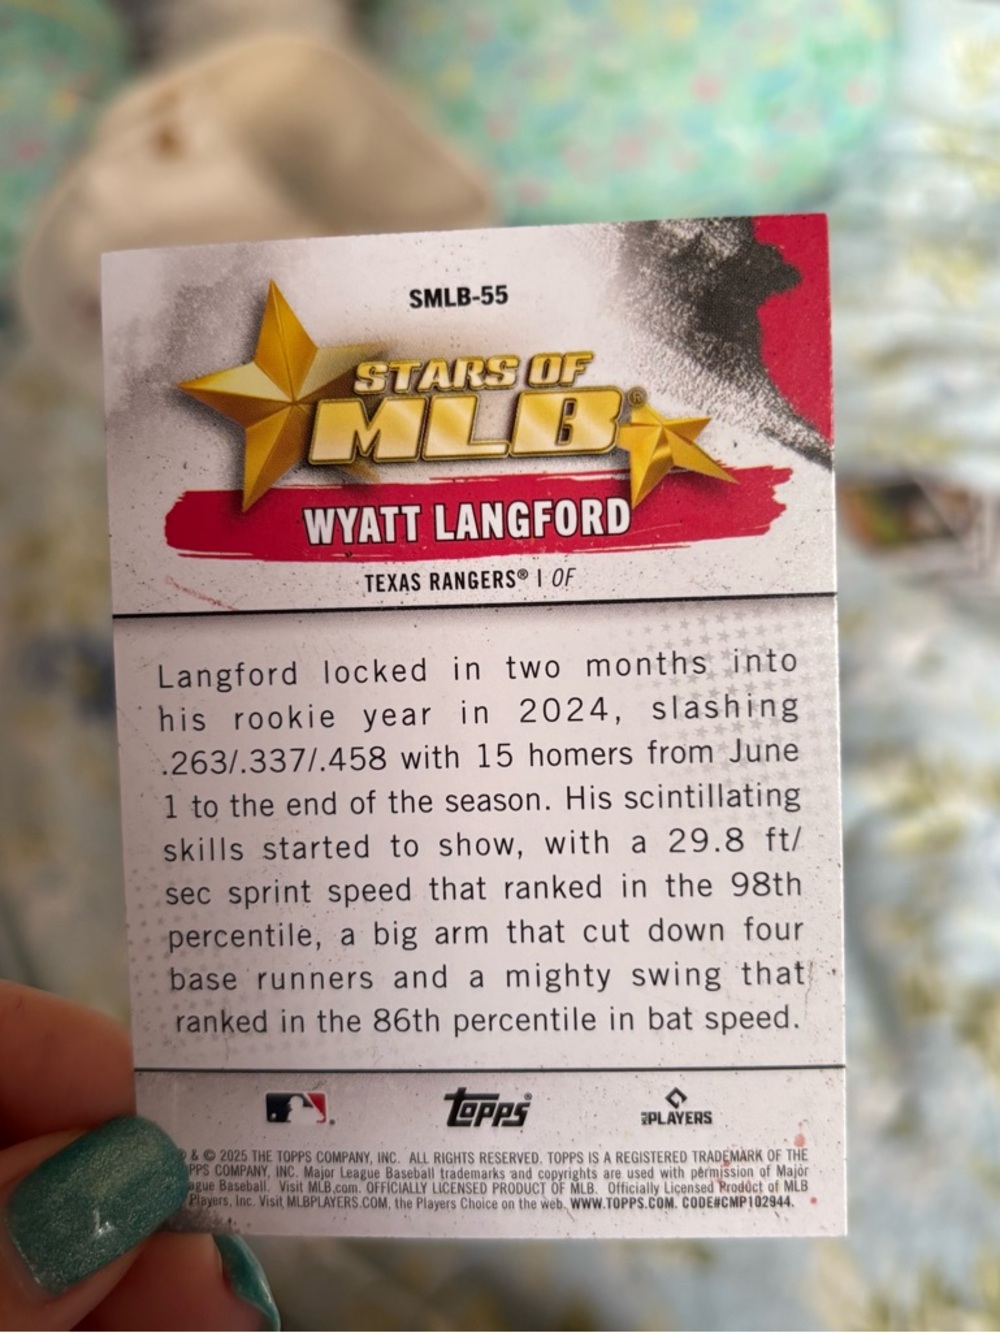 SMLB-55
STARS OF
MLB®
WYATT LANGFORD
TEXAS RANGERS® | OF
Langford locked in two months into
his rookie year in 2024, slashing
.263/.337/.458 with 15 homers from June
1 to the end of the season. His scintillating
skills started to show, with a 29.8 ft/
sec sprint speed that ranked in the 98th
percentile, a big arm that cut down four
base runners and a mighty swing that
ranked in the 86th percentile in bat speed.
Topps®
PLAYERS
& © 2025 THE TOPPS COMPANY, INC. ALL RIGHTS RESERVED. TOPPS IS A REGISTERED TRADEMARK OF THE
PPS COMPANY, INC. Major League Baseball trademarks and copyrights are used with permission of Major
ague Baseball. Visit MLB.com. OFFICIALLY LICENSED PRODUCT OF MLB. Officially Licensed Product of MLB
Players, Inc. Visit MLBPLAYERS.COM, the Players Choice on the web. WWW.TOPPS.COM. CODE#CMP102944.